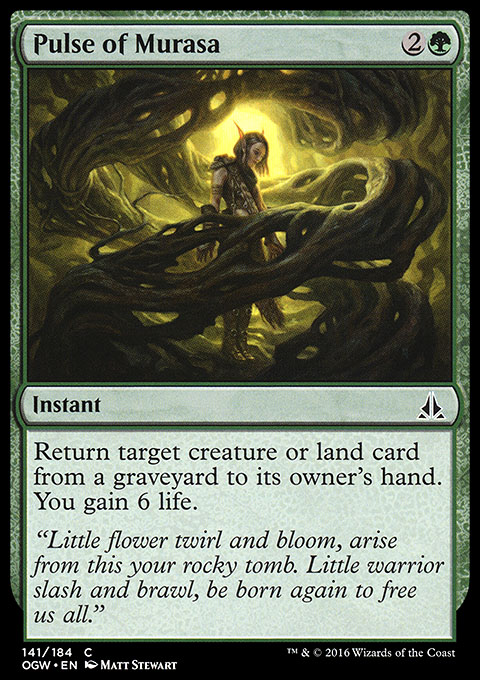 Pulse of Murasa 2
Instant
Return target creature or land card
from a graveyard to its owner's hand.
You gain 6 life.
“Little flower twirl and bloom, arise
from this your rocky tomb. Little warrior
slash and brawl, be born again to free
us all.”
141/184 C
OGW • EN MATT STEWART
™ & © 2016 Wizards of the Coast